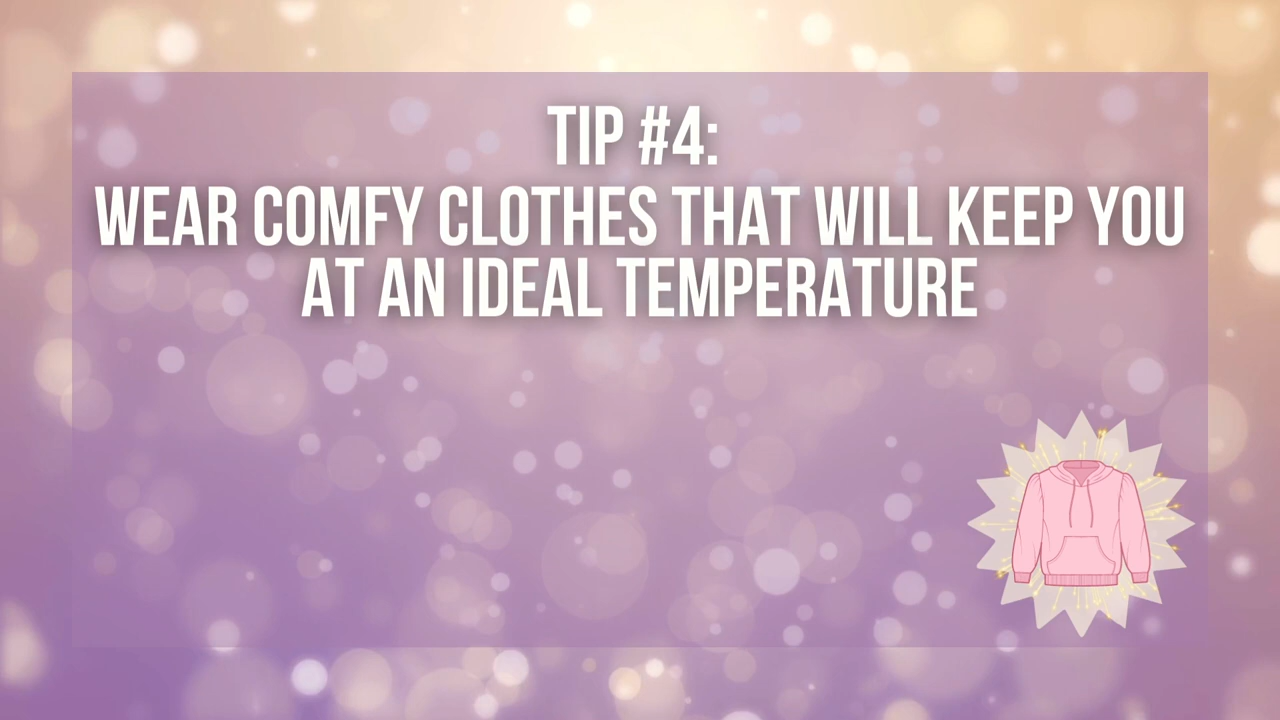 TIP #4:
WEAR COMFY CLOTHES THAT WILL KEEP YOU
AT AN IDEAL TEMPERATURE